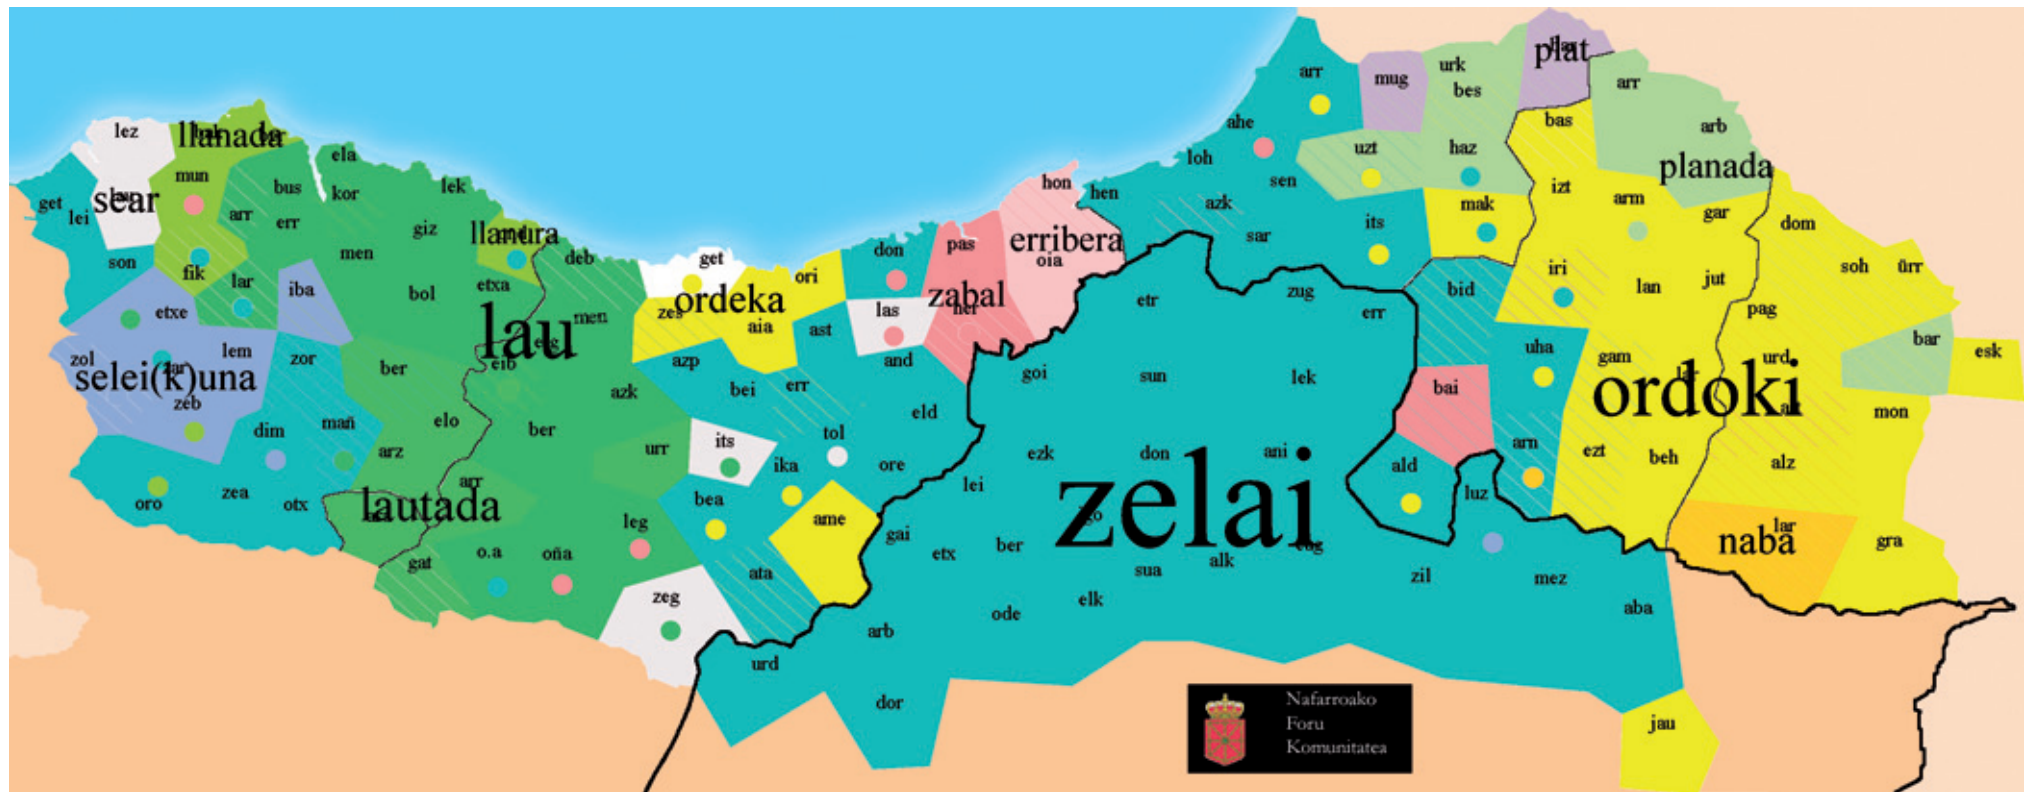 plat
mug
urk
bes
arr
arr
lez
llanada
ahe
bas
arb
ela
loh
uzt
haz
planada
mun
bus
kor
lek
hon
hen
sen
izt
arm
get
lei
sear
arr
err
giz
azk
mak
gar
dom
llanura
pas
erribera
sar
its
son
fik
lar
men
deb
get
don
oia
iri
soh
ürr
etxa
ori
zabal
etr
zug
bid
lan
jut
iba
bol
ordeka
zes
aia
her
etxe
lau
men
ast
las
err
pag
zol
lem
zor
ber
eib
azp
and
uha
gam
urd
bar
esk
selei(k)una
zeb
azk
bei
err
goi
sun
lek
bai
ordoki
mon
dim
mañ
elo
ber
eld
its
tol
arn
arz
urr
ika
ore
ezk
don
ani
ald
ezt
beh
alz
oro
zea
otx
lautada
arr
bea
lei
zelai
luz
leg
ame
gai
lar
naba
gra
gat
o.a
oña
etx
ber
sua
alk
zil
mez
ata
zeg
ode
elk
aba
arb
urd
dor
jau
Nafarroako
Foru
Komunitatea